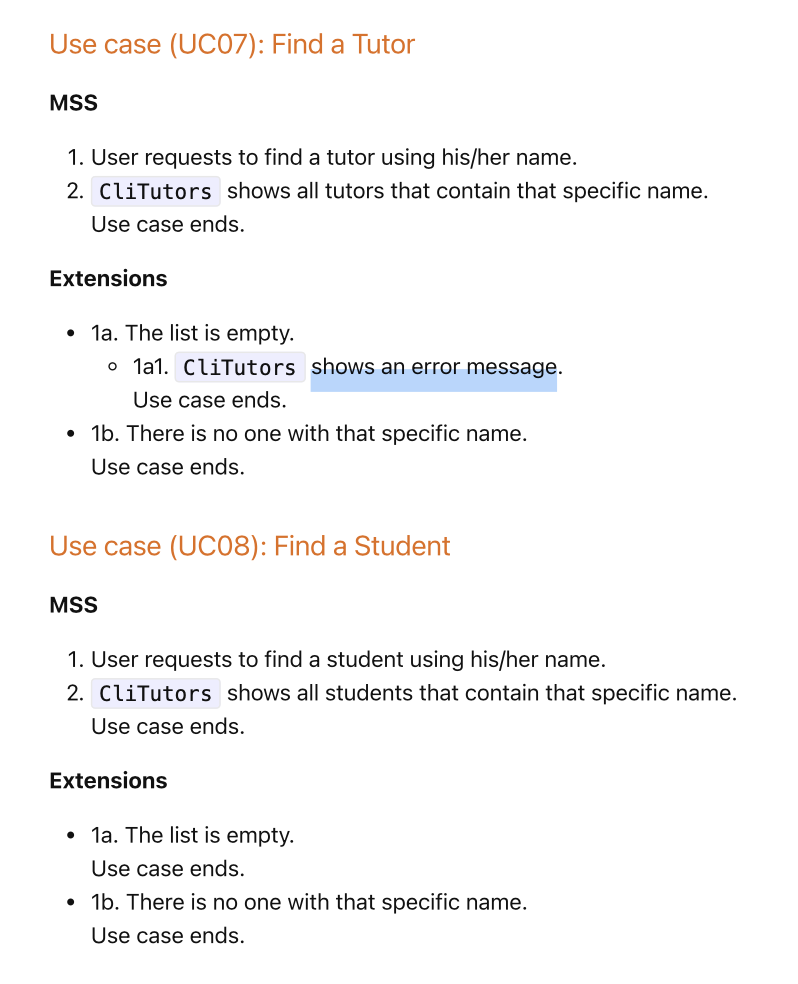 Use case (UC07): Find a Tutor
MSS
1. User requests to find a tutor using his/her name.
2. CliTutors shows all tutors that contain that specific name.
Use case ends.
Extensions
• 1a. The list is empty.
◦ 1a1. CliTutors shows an error message.
Use case ends.
• 1b. There is no one with that specific name.
Use case ends.
Use case (UC08): Find a Student
MSS
1. User requests to find a student using his/her name.
2. CliTutors shows all students that contain that specific name.
Use case ends.
Extensions
• 1a. The list is empty.
Use case ends.
• 1b. There is no one with that specific name.
Use case ends.